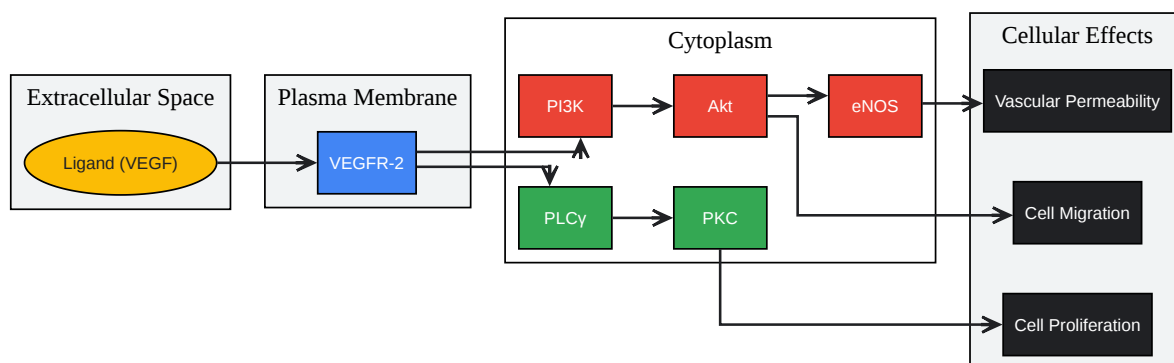 Extracellular Space
Ligand (VEGF)
Plasma Membrane
VEGFR-2
Cytoplasm
PI3K
Akt
eNOS
PLCγ
PKC
Cellular Effects
Vascular Permeability
Cell Migration
Cell Proliferation